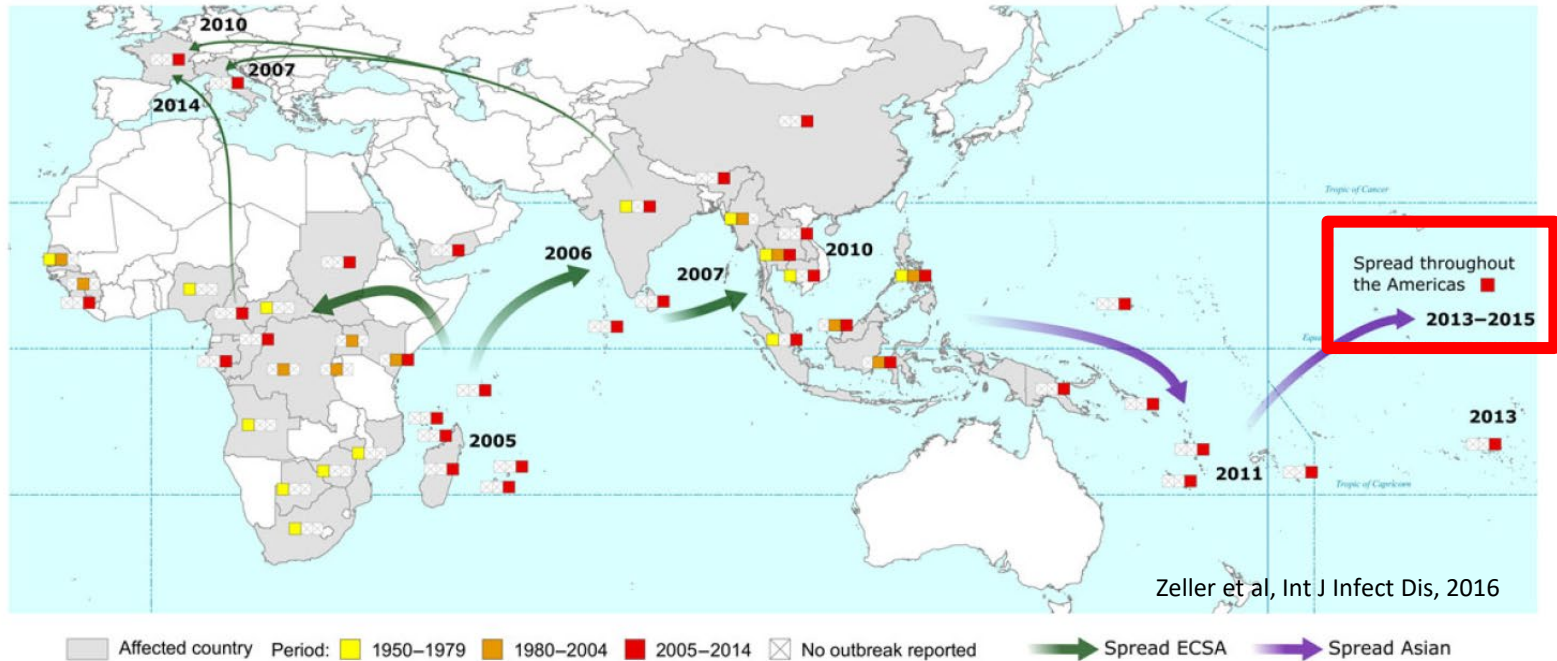 2010
2007
2014
Tropic of Cancer
2006
2007
2010
Spread throughout
the Americas
2013–2015
2005
2011
2013
Tropic of Capricorn
Zeller et al, Int J Infect Dis, 2016
Affected country Period: 1950–1979 1980–2004 2005–2014 No outbreak reported Spread ECSA Spread Asian